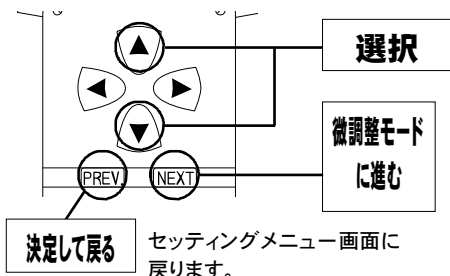 選択
微調整モード
に進む
PREV.
NEXT
決定して戻る
セッティングメニュー画面に
戻ります。